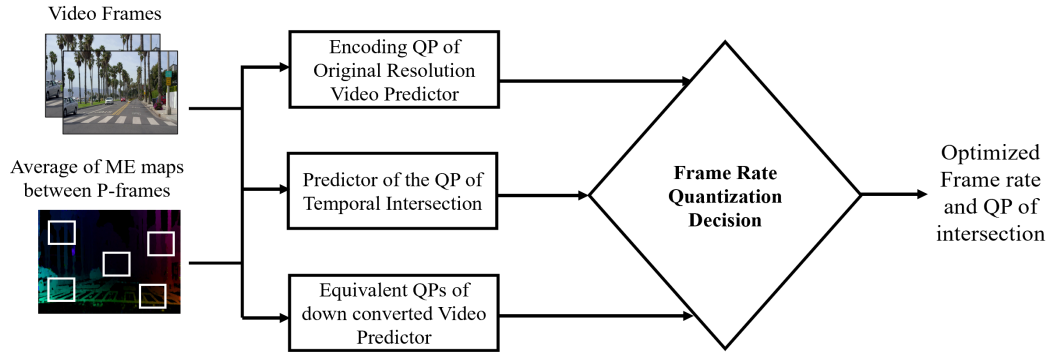 Video Frames
Average of ME maps
between P-frames
Encoding QP of
Original Resolution
Video Predictor
Predictor of the QP of
Temporal Intersection
Equivalent QPs of
down converted Video
Predictor
Frame Rate
Quantization
Decision
Optimized
Frame rate
and QP of
intersection